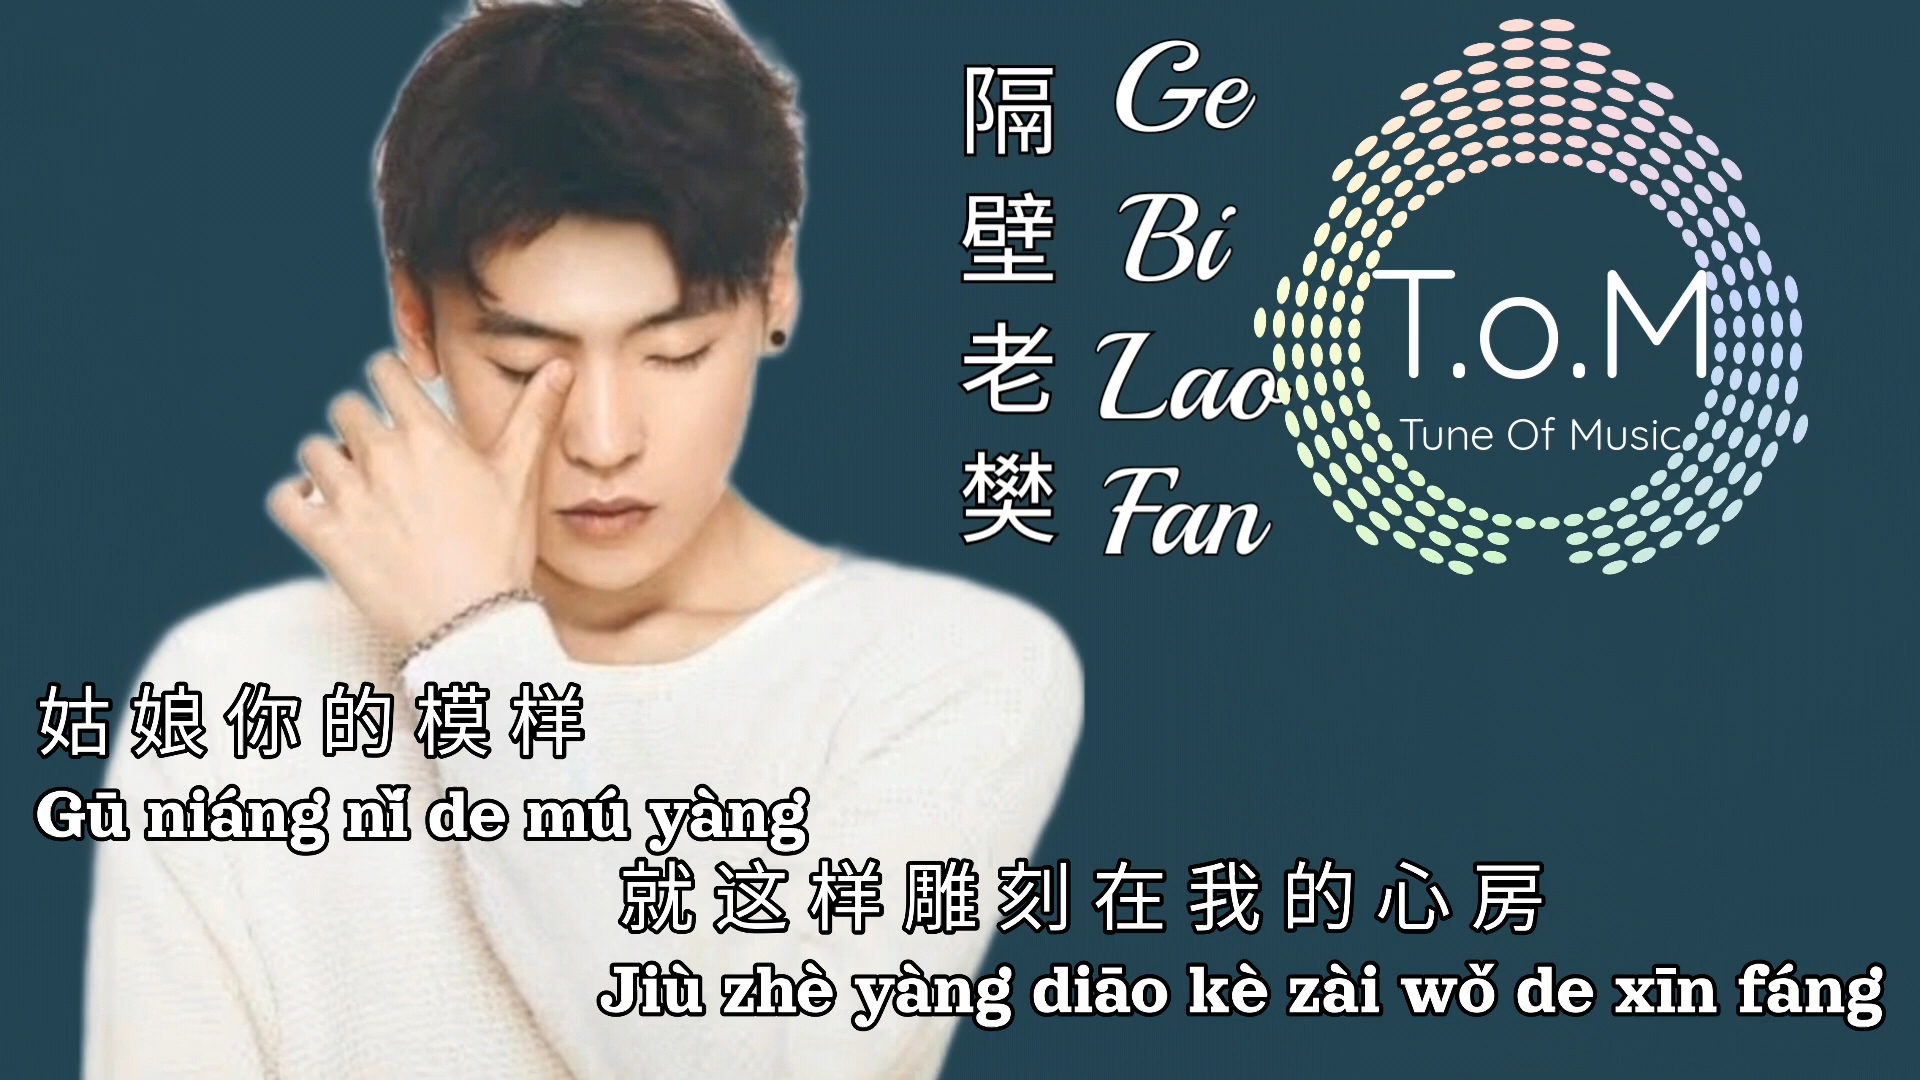 隔壁老樊
Ge
Bi
Lao
Fan
T.o.M
Tune Of Music
姑娘你的模样
Gū niáng nǐ de mú yàng
就这样雕刻在我的心房
Jiù zhè yàng diāo kè zài wǒ de xīn fáng